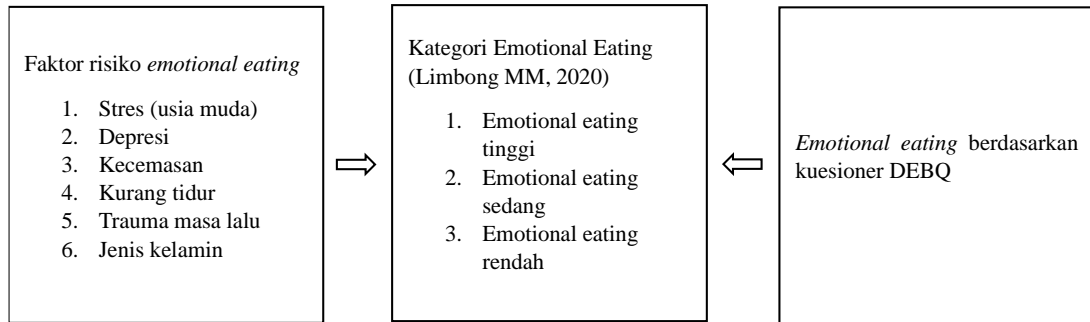 Faktor risiko emotional eating
1. Stres (usia muda)
2. Depresi
3. Kecemasan
4. Kurang tidur
5. Trauma masa lalu
6. Jenis kelamin
Kategori Emotional Eating
(Limbong MM, 2020)
1. Emotional eating
tinggi
2. Emotional eating
sedang
3. Emotional eating
rendah
Emotional eating berdasarkan
kuesioner DEBQ